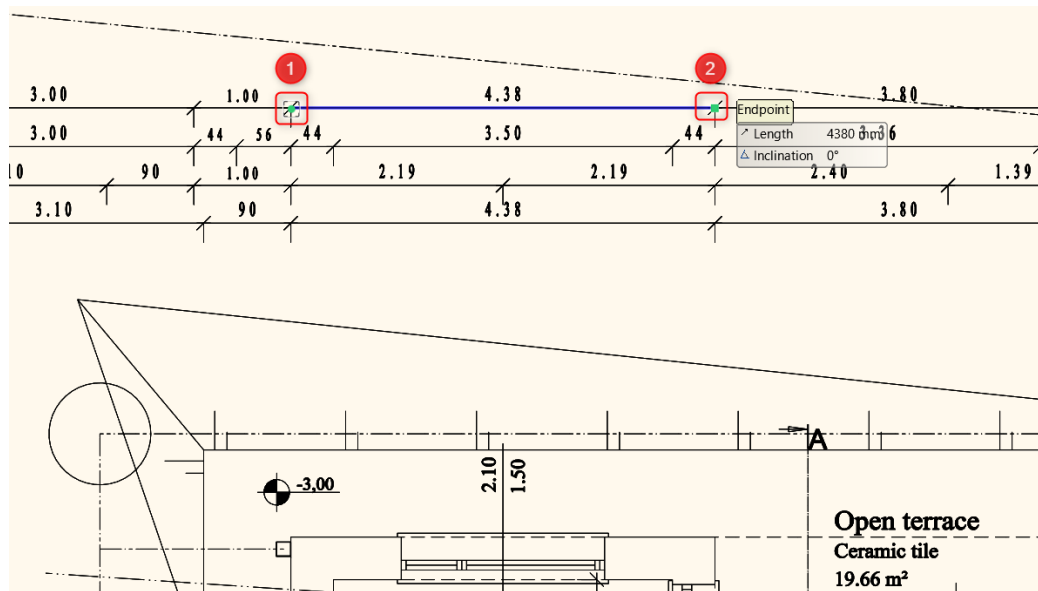 1 2
3.00 1.00 4.38 3.80
Endpoint
3.00 44 56 44 3.50 44
Length 4380 mm
Inclination 0°
10 90 1.00 2.19 2.19 2.40 1.39
3.10 90 4.38 3.80
A
2.10
1.50
-3,00
Open terrace
Ceramic tile
19.66 m²